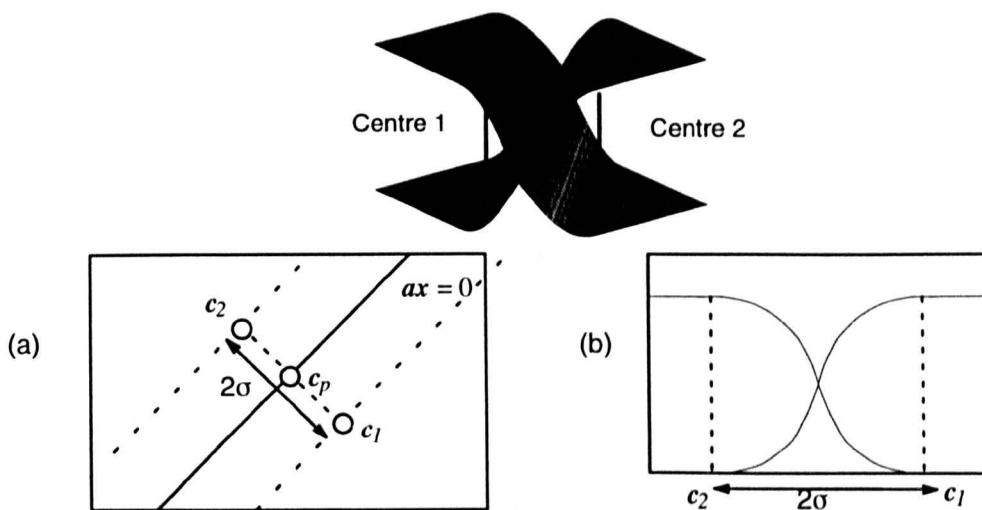 Centre 1
Centre 2
(a)
c₂
ax = 0
2σ
cₚ
c₁
(b)
c₂
2σ
c₁